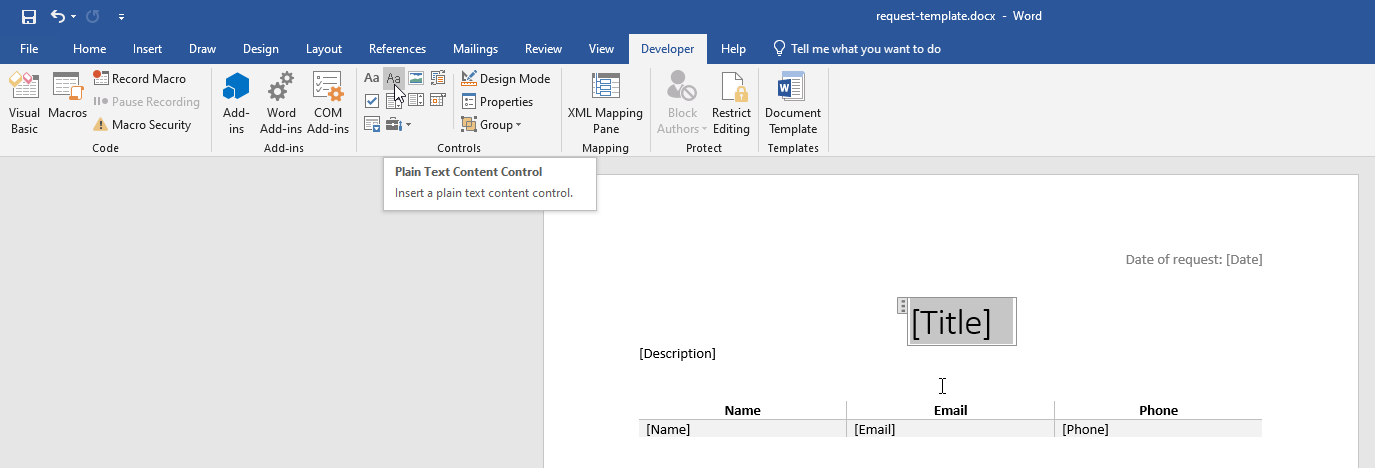 request-template.docx - Word
File Home Insert Draw Design Layout References Mailings Review View Developer Help Tell me what you want to do
Visual Basic
Macros
Record Macro
Pause Recording
Macro Security
Code
Add-ins
Word Add-ins
COM Add-ins
Add-ins
Aa Aa
Design Mode
Properties
Group
Controls
XML Mapping Pane
Mapping
Block Authors
Restrict Editing
Protect
Document Template
Templates
Plain Text Content Control
Insert a plain text content control.
Date of request: [Date]
[Title]
[Description]
Name Email Phone
[Name] [Email] [Phone]